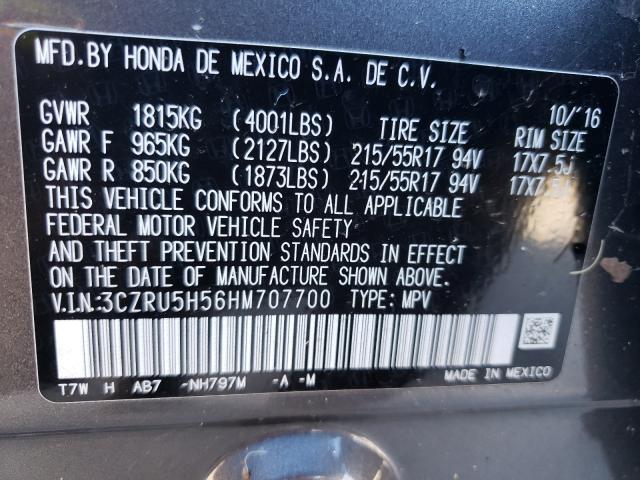 MFD.BY HONDA DE MEXICO S.A. DE C.V.
10/'16
GVWR 1815KG (4001LBS) TIRE SIZE RIM SIZE
GAWR F 965KG (2127LBS) 215/55R17 94V 17X7.5J
GAWR R 850KG (1873LBS) 215/55R17 94V 17X7.5J
THIS VEHICLE CONFORMS TO ALL APPLICABLE
FEDERAL MOTOR VEHICLE SAFETY
AND THEFT PREVENTION STANDARDS IN EFFECT
ON THE DATE OF MANUFACTURE SHOWN ABOVE.
V.I.N:3CZRU5H56HM707700 TYPE: MPV
T7W H AB7 -NH797M -A -M
MADE IN MEXICO